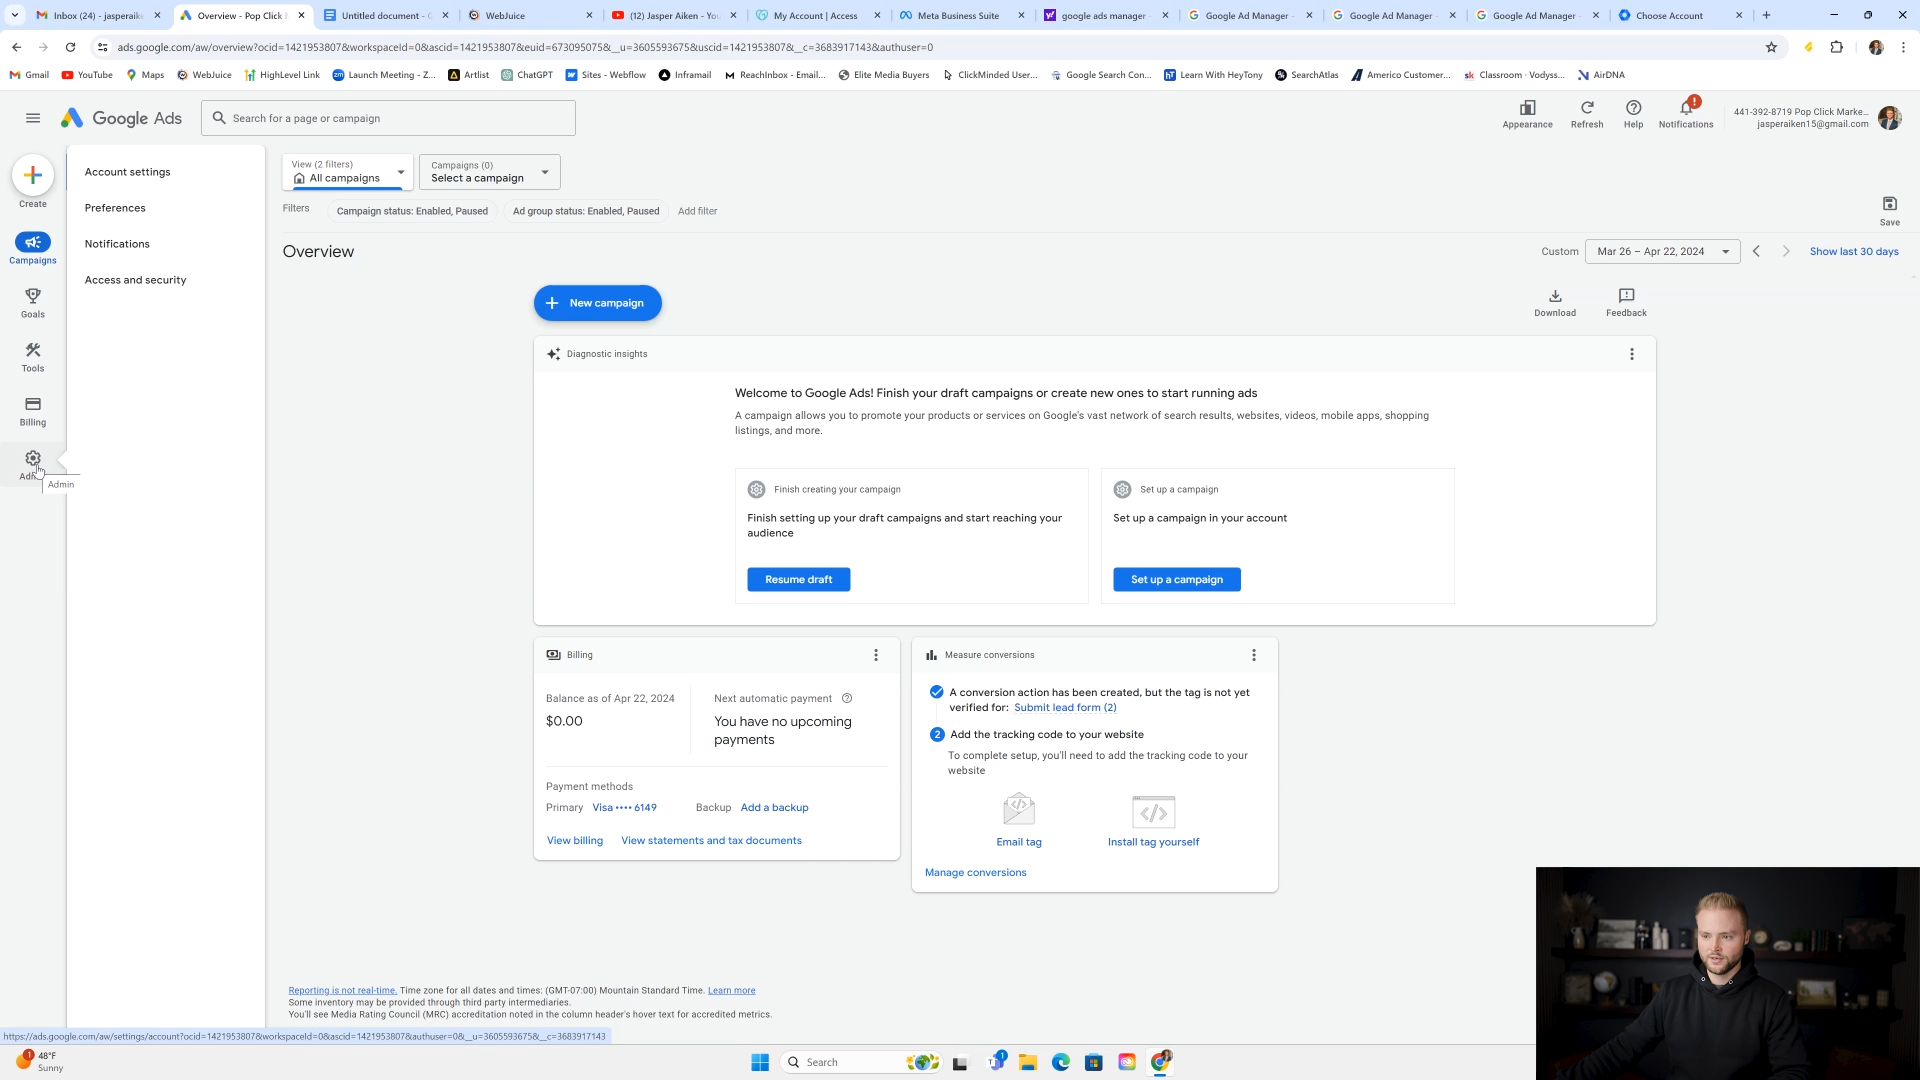 Inbox (24) - jasperaike
Overview - Pop Click
Untitled document - G
WebJuice
(12) Jasper Aiken - You
My Account | Access
Meta Business Suite
google ads manager -
Google Ad Manager -
Google Ad Manager -
Google Ad Manager -
Choose Account
ads.google.com/aw/overview?ocid=1421953807&workspaceId=0&ascid=1421953807&euid=673095075&__u=3605593675&uscid=1421953807&__c=3683917143&authuser=0
Gmail
YouTube
Maps
WebJuice
HighLevel Link
Launch Meeting - Z...
Artlist
ChatGPT
Sites - Webflow
Inframail
ReachInbox - Email...
Elite Media Buyers
ClickMinded User...
Google Search Con...
Learn With HeyTony
SearchAtlas
Americo Customer...
Classroom · Vodyss...
AirDNA
Google Ads
Search for a page or campaign
Appearance
Refresh
Help
Notifications
441-392-8719 Pop Click Marke...
jasperaiken15@gmail.com
Create
Campaigns
Goals
Tools
Billing
Admin
Account settings
Preferences
Notifications
Access and security
View (2 filters)
All campaigns
Campaigns (0)
Select a campaign
Filters
Campaign status: Enabled, Paused
Ad group status: Enabled, Paused
Add filter
Save
Overview
Custom
Mar 26 – Apr 22, 2024
Show last 30 days
New campaign
Download
Feedback
Diagnostic insights
Welcome to Google Ads! Finish your draft campaigns or create new ones to start running ads
A campaign allows you to promote your products or services on Google's vast network of search results, websites, videos, mobile apps, shopping
listings, and more.
Finish creating your campaign
Finish setting up your draft campaigns and start reaching your
audience
Resume draft
Set up a campaign
Set up a campaign in your account
Set up a campaign
Billing
Balance as of Apr 22, 2024
$0.00
Next automatic payment
You have no upcoming
payments
Payment methods
Primary Visa •••• 6149
Backup Add a backup
View billing
View statements and tax documents
Measure conversions
A conversion action has been created, but the tag is not yet
verified for: Submit lead form (2)
2 Add the tracking code to your website
To complete setup, you'll need to add the tracking code to your
website
Email tag
Install tag yourself
Manage conversions
Reporting is not real-time. Time zone for all dates and times: (GMT-07:00) Mountain Standard Time. Learn more
Some inventory may be provided through third party intermediaries.
You'll see Media Rating Council (MRC) accreditation noted in the column header's hover text for accredited metrics.
https://ads.google.com/aw/settings/account?ocid=1421953807&workspaceId=0&ascid=1421953807&authuser=0&__u=3605593675&__c=3683917143
48°F
Sunny
Search